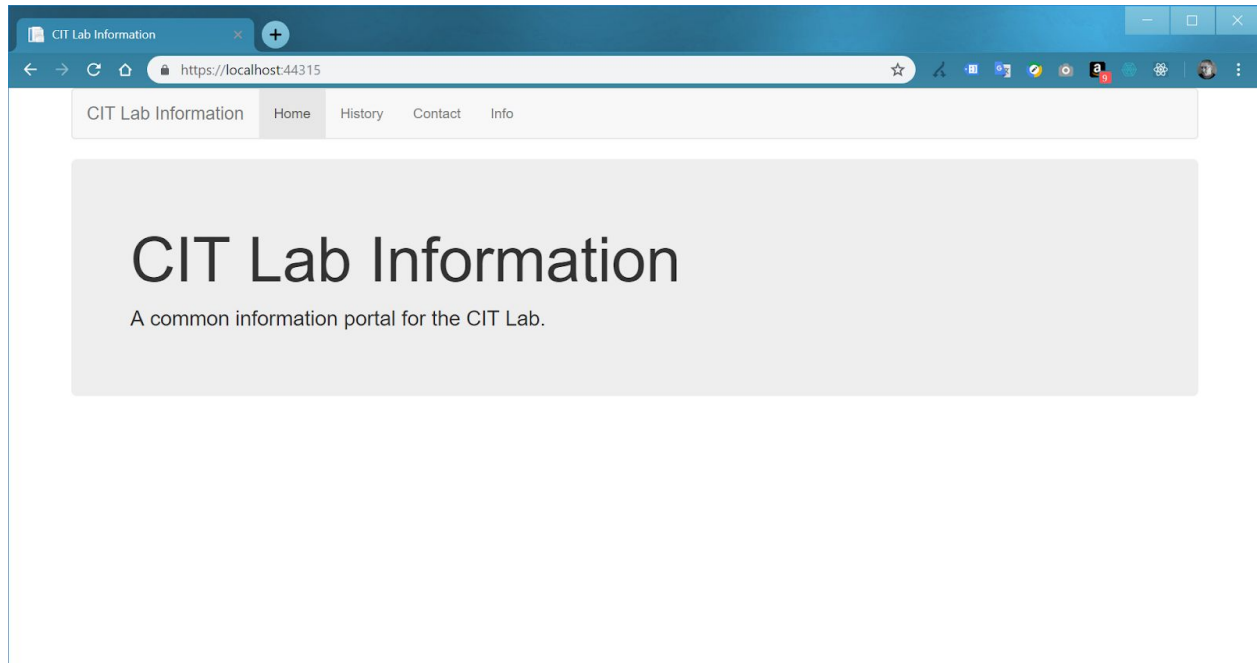 CIT Lab Information
https://localhost:44315
9
CIT Lab Information Home History Contact Info
CIT Lab Information
A common information portal for the CIT Lab.